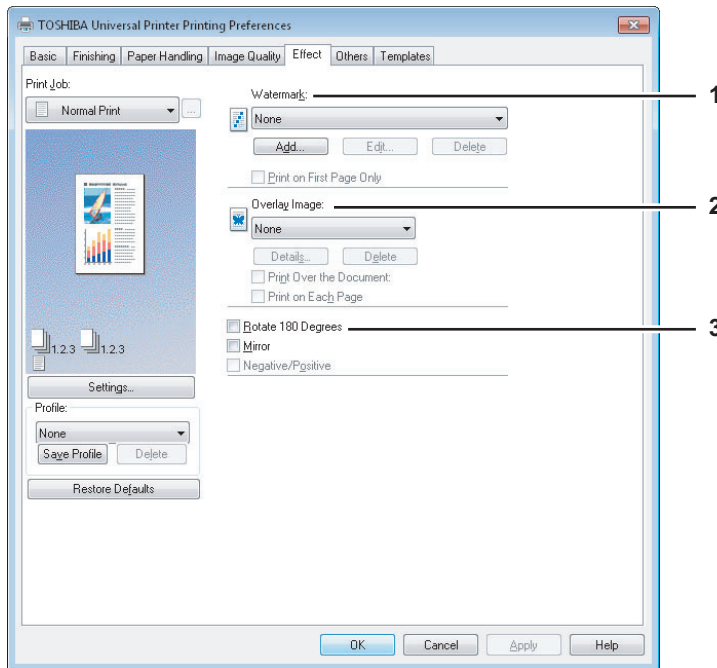 TOSHIBA Universal Printer Printing Preferences
Basic Finishing Paper Handling Image Quality Effect Others Templates
Print Job:
Normal Print ...
1.2.3 1.2.3
Settings...
Profile:
None
Save Profile Delete
Restore Defaults
Watermark: 1
None
Add... Edit... Delete
Print on First Page Only
Overlay Image: 2
None
Details... Delete
Print Over the Document:
Print on Each Page
Rotate 180 Degrees 3
Mirror
Negative/Positive
OK Cancel Apply Help